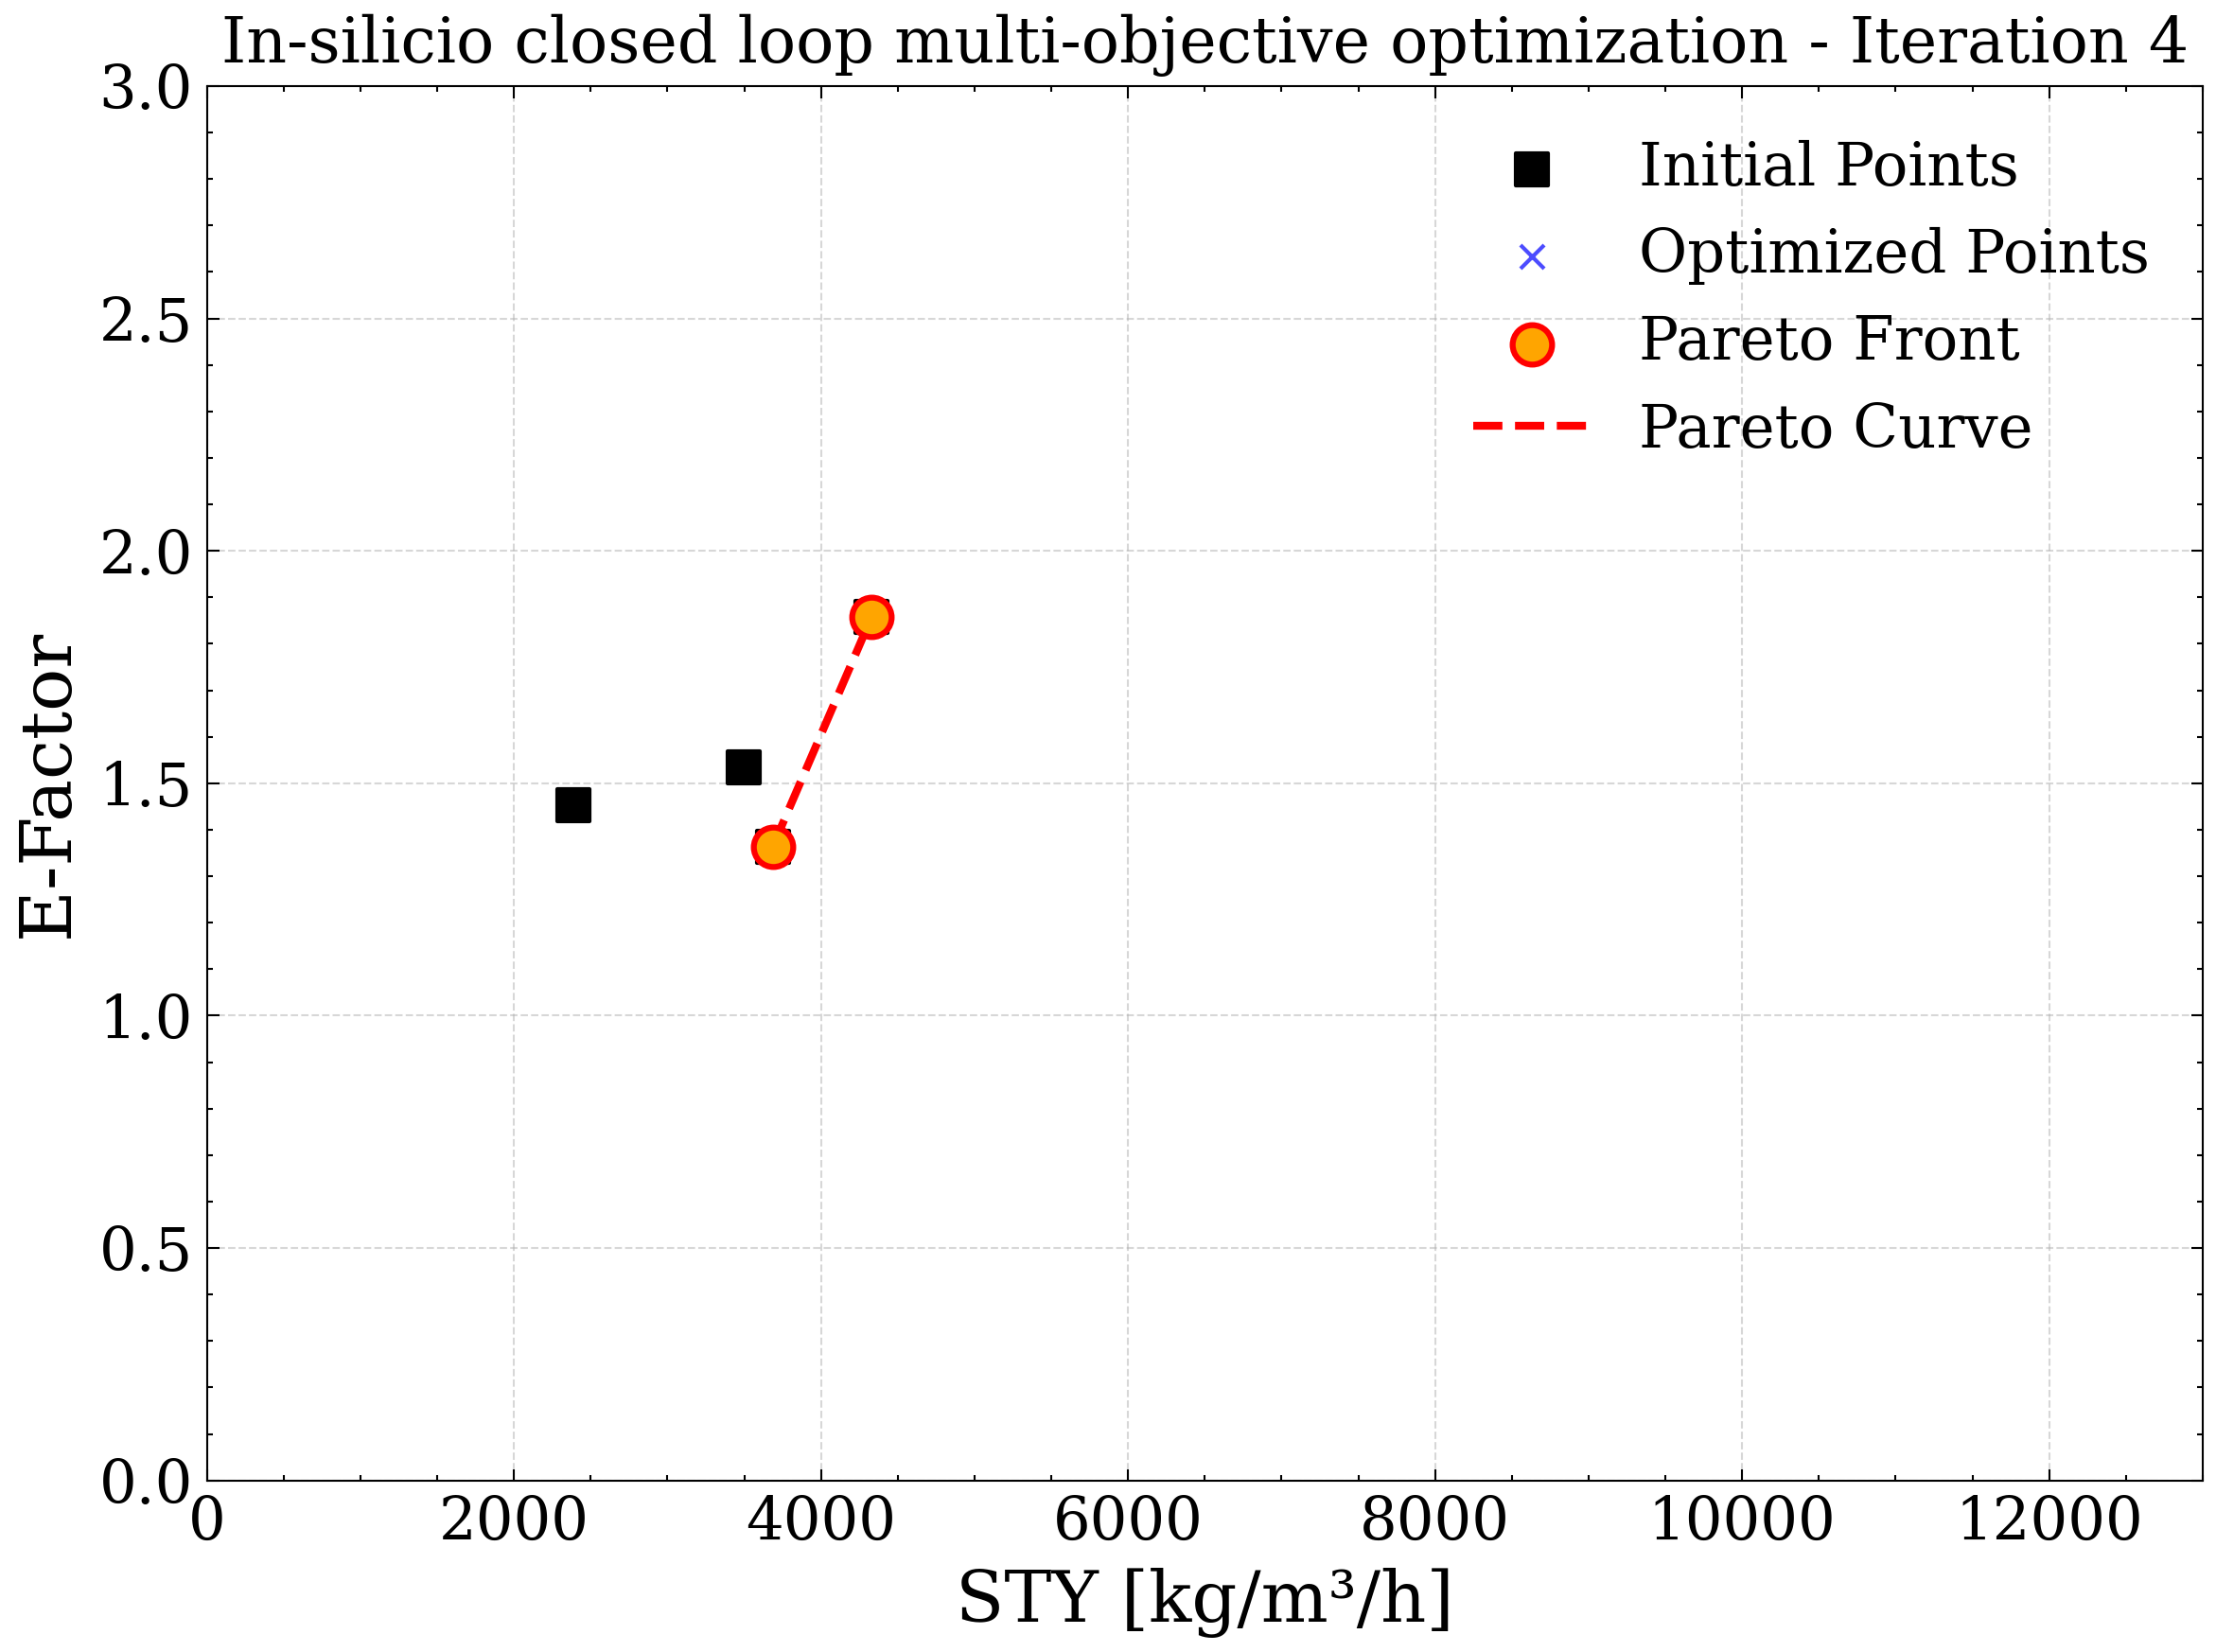 In-silicio closed loop multi-objective optimization - Iteration 4
3.0
2.5
2.0
1.5
1.0
0.5
0.0
E-Factor
Initial Points
Optimized Points
Pareto Front
Pareto Curve
0 2000 4000 6000 8000 10000 12000
STY [kg/m³/h]